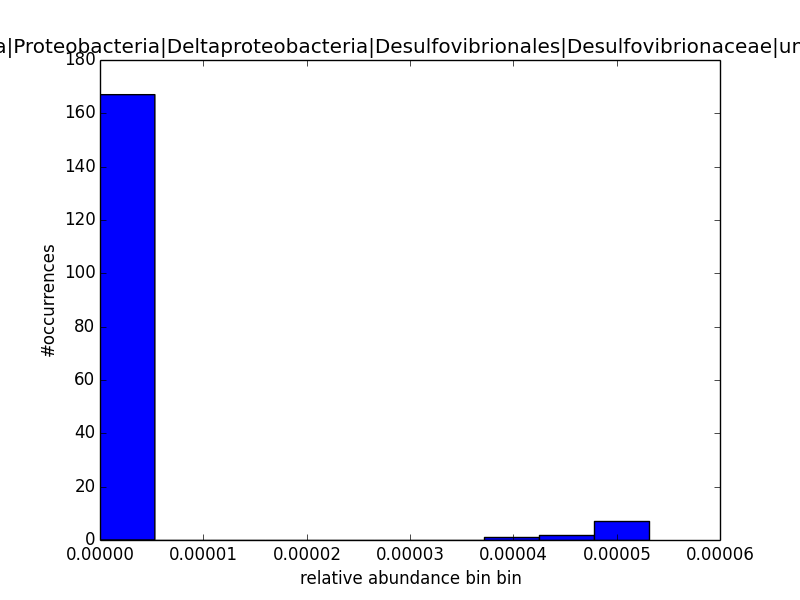 a|Proteobacteria|Deltaproteobacteria|Desulfovibrionales|Desulfovibrionaceae|un
180
160
140
120
100
80
60
40
20
0
#occurrences
0.00000 0.00001 0.00002 0.00003 0.00004 0.00005 0.00006
relative abundance bin bin